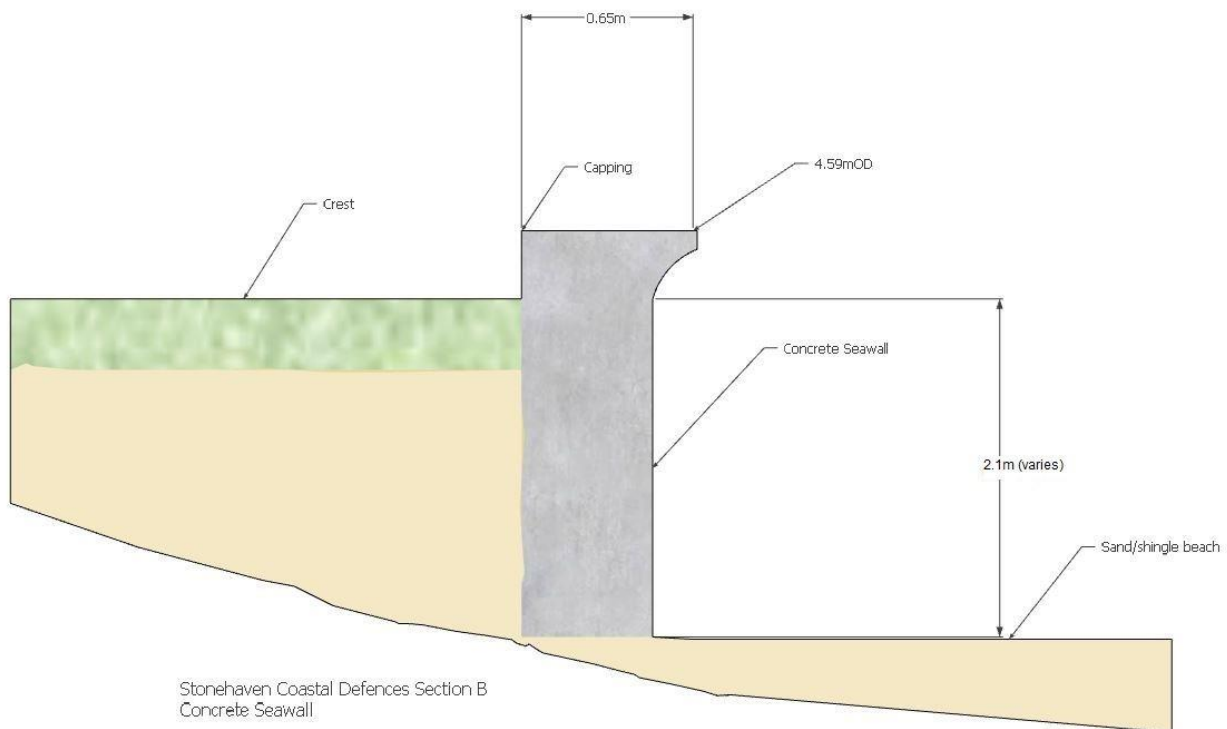 0.65m
Capping
4.59mOD
Crest
Concrete Seawall
2.1m (varies)
Sand/shingle beach
Stonehaven Coastal Defences Section B
Concrete Seawall